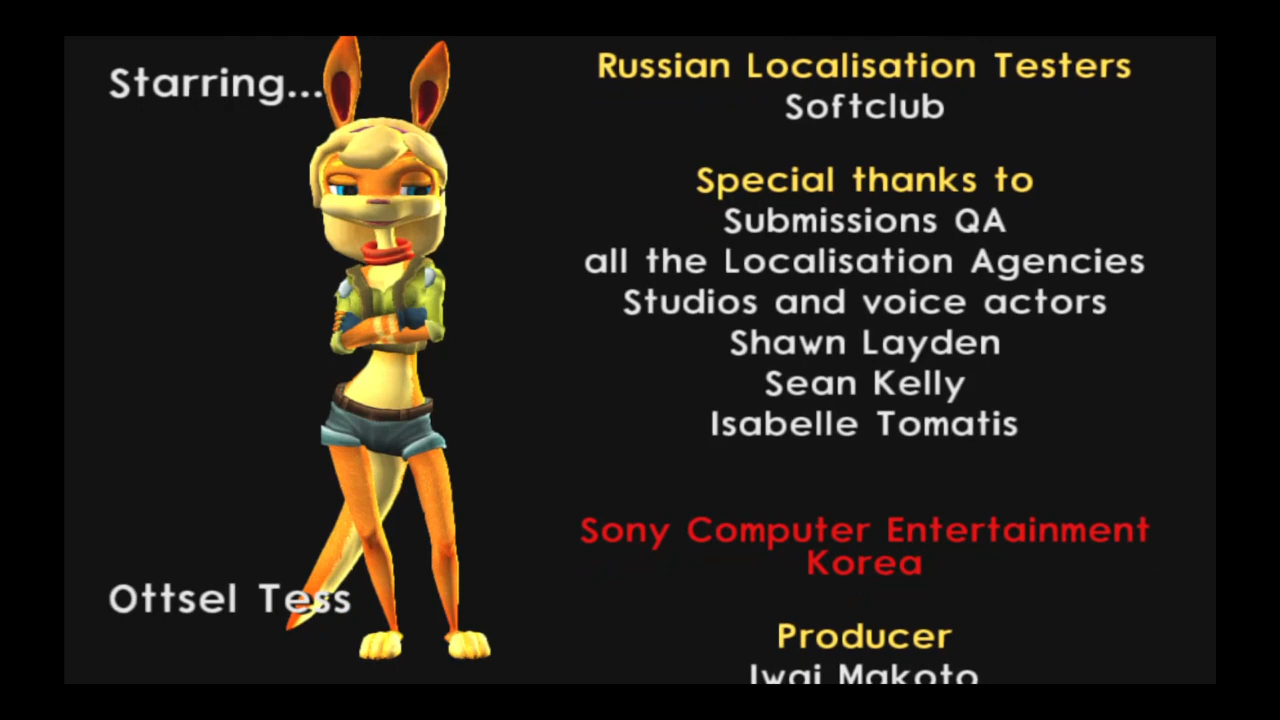 Starring...
Ottsel Tess
Russian Localisation Testers
Softclub
Special thanks to
Submissions QA
all the Localisation Agencies
Studios and voice actors
Shawn Layden
Sean Kelly
Isabelle Tomatis
Sony Computer Entertainment
Korea
Producer
Iwai Makoto